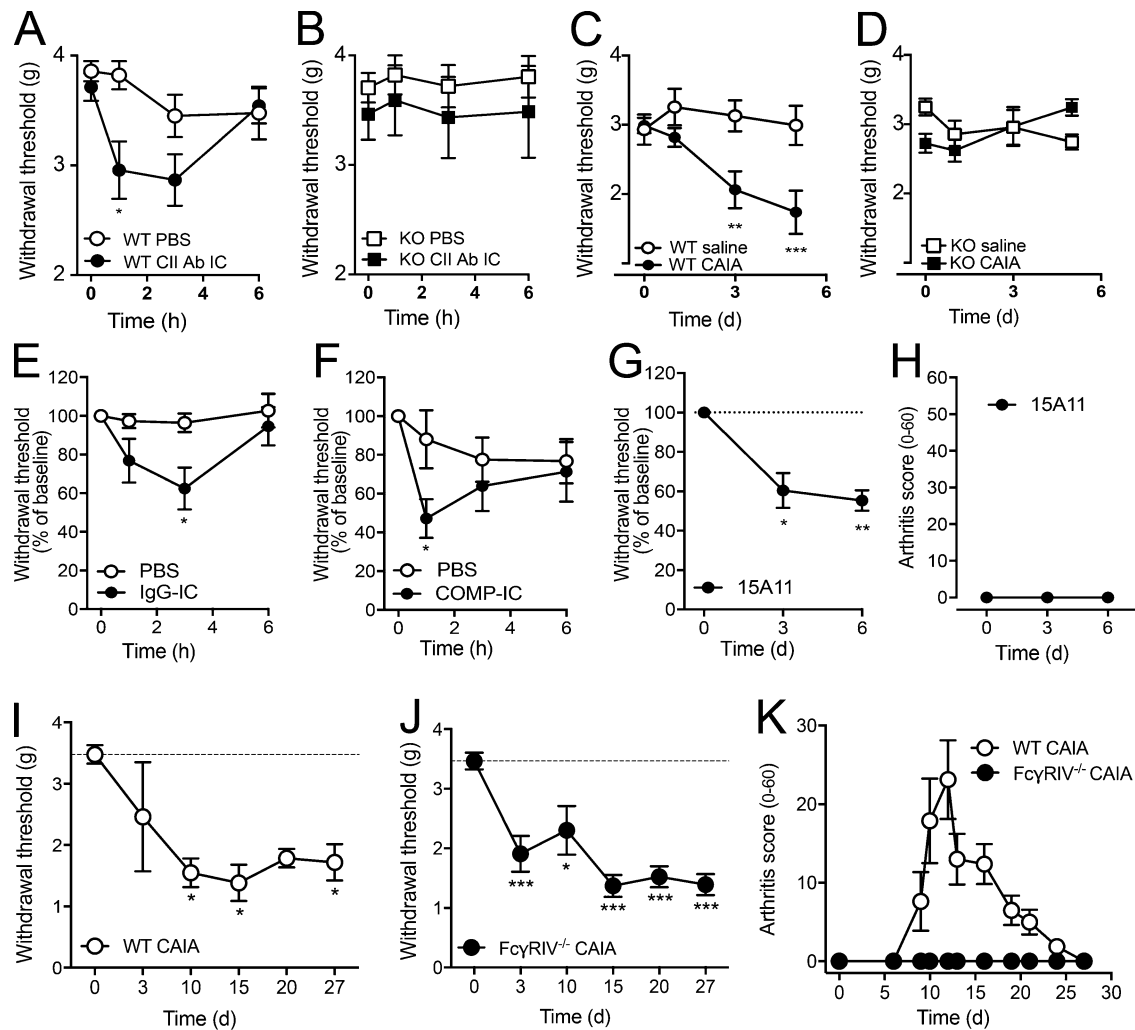 A
Withdrawal threshold (g)
4
3
2
*
WT PBS
WT CII Ab IC
0 2 4 6
Time (h)
B
Withdrawal threshold (g)
4
3
2
KO PBS
KO CII Ab IC
0 2 4 6
Time (h)
C
Withdrawal threshold (g)
4
3
2
**
***
WT saline
WT CAIA
0 3 6
Time (d)
D
Withdrawal threshold (g)
4
3
2
KO saline
KO CAIA
0 3 6
Time (d)
E
Withdrawal threshold
(% of baseline)
120
100
80
60
40
20
0
*
PBS
IgG-IC
0 2 4 6
Time (h)
F
Withdrawal threshold
(% of baseline)
120
100
80
60
40
20
0
*
PBS
COMP-IC
0 2 4 6
Time (h)
G
Withdrawal threshold
(% of baseline)
120
100
80
60
40
20
0
*
**
15A11
0 3 6
Time (d)
H
Arthritis score (0-60)
60
50
40
30
20
10
0
15A11
0 3 6
Time (d)
I
Withdrawal threshold (g)
4
3
2
1
0
*
*
*
WT CAIA
0 3 10 15 20 27
Time (d)
J
Withdrawal threshold (g)
4
3
2
1
0
***
*
***
***
***
FcγRIV-/- CAIA
0 3 10 15 20 27
Time (d)
K
Arthritis score (0-60)
30
20
10
0
WT CAIA
FcγRIV-/- CAIA
0 5 10 15 20 25 30
Time (d)